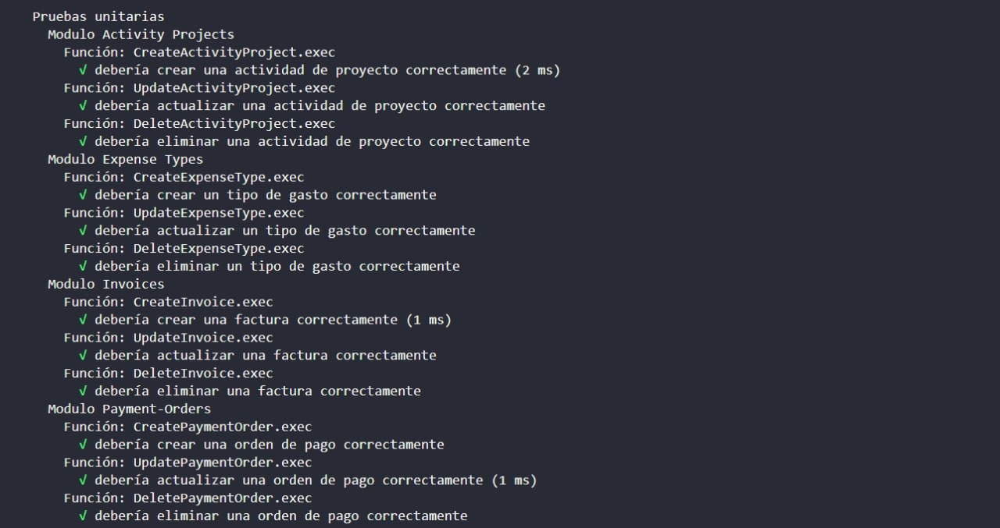 Pruebas unitarias
Modulo Activity Projects
Función: CreateActivityProject.exec
√ debería crear una actividad de proyecto correctamente (2 ms)
Función: UpdateActivityProject.exec
√ debería actualizar una actividad de proyecto correctamente
Función: DeleteActivityProject.exec
√ debería eliminar una actividad de proyecto correctamente
Modulo Expense Types
Función: CreateExpenseType.exec
√ debería crear un tipo de gasto correctamente
Función: UpdateExpenseType.exec
√ debería actualizar un tipo de gasto correctamente
Función: DeleteExpenseType.exec
√ debería eliminar un tipo de gasto correctamente
Modulo Invoices
Función: CreateInvoice.exec
√ debería crear una factura correctamente (1 ms)
Función: UpdateInvoice.exec
√ debería actualizar una factura correctamente
Función: DeleteInvoice.exec
√ debería eliminar una factura correctamente
Modulo Payment-Orders
Función: CreatePaymentOrder.exec
√ debería crear una orden de pago correctamente
Función: UpdatePaymentOrder.exec
√ debería actualizar una orden de pago correctamente (1 ms)
Función: DeletePaymentOrder.exec
√ debería eliminar una orden de pago correctamente